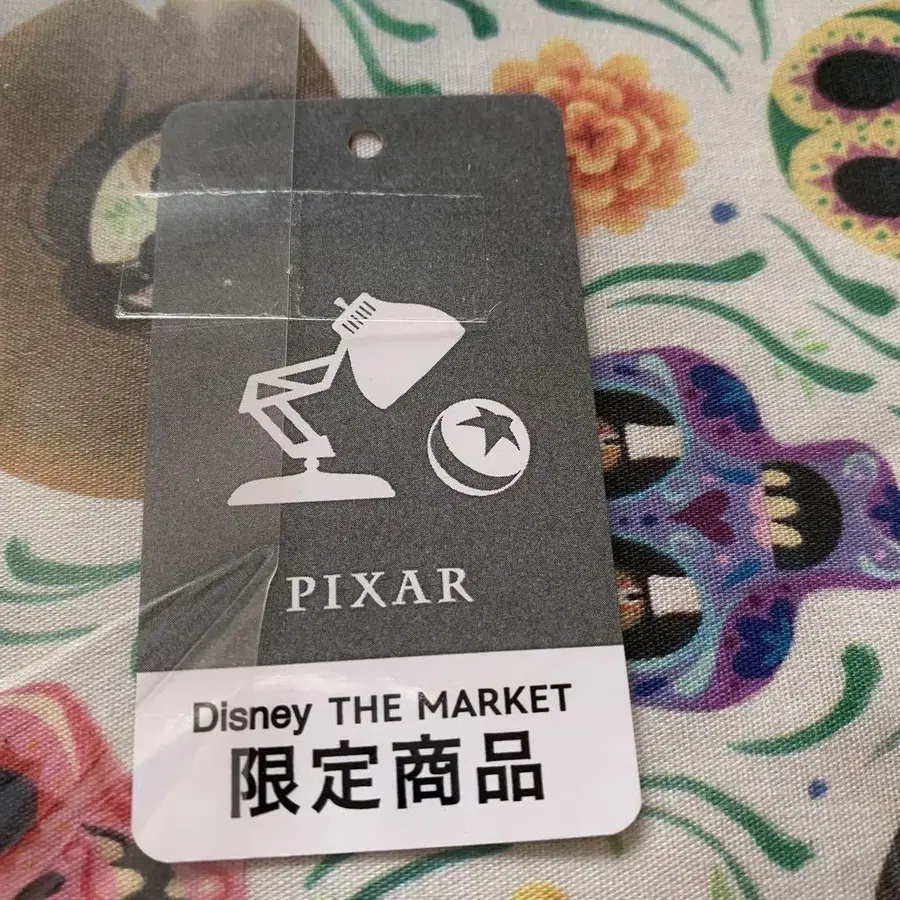 PIXAR
Disney THE MARKET
限定商品